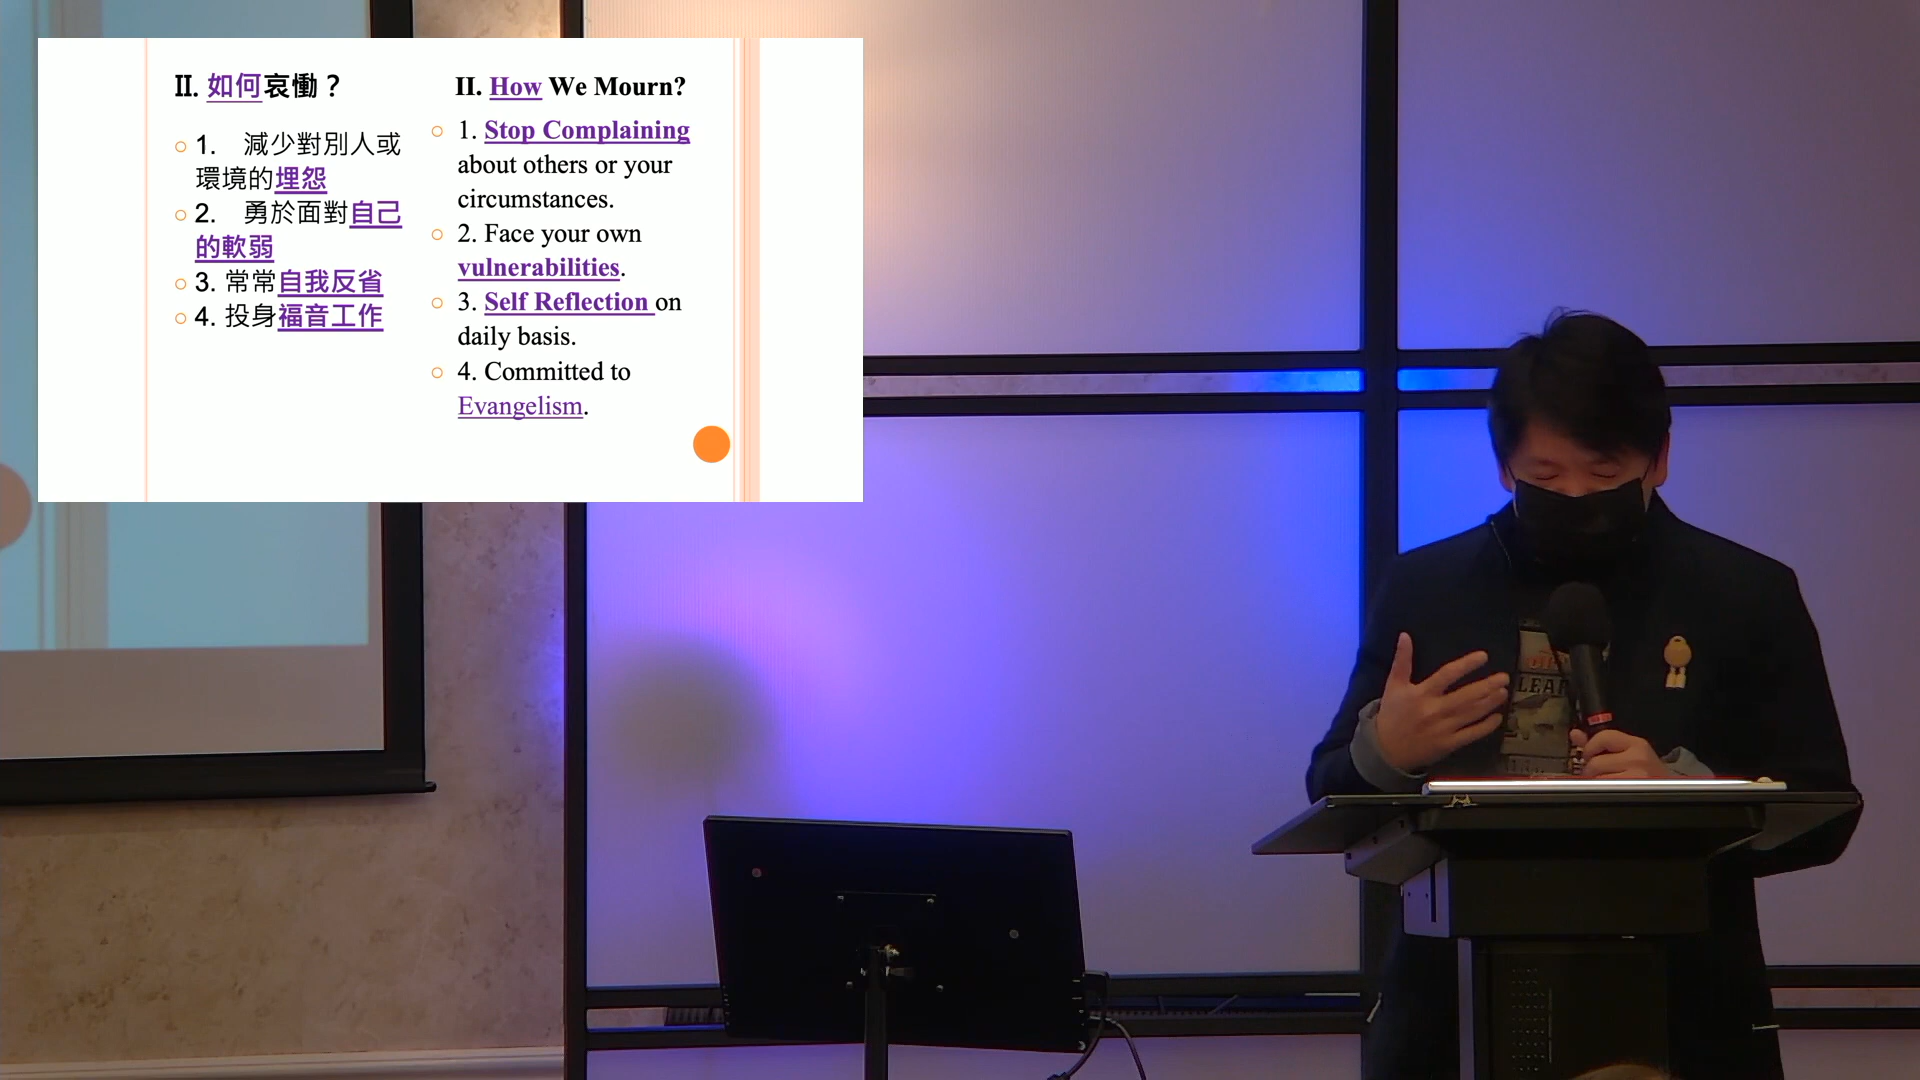 II. 如何哀慟？
1. 減少對別人或
環境的埋怨
2. 勇於面對自己
的軟弱
3. 常常自我反省
4. 投身福音工作
II. How We Mourn?
1. Stop Complaining
about others or your
circumstances.
2. Face your own
vulnerabilities.
3. Self Reflection on
daily basis.
4. Committed to
Evangelism.